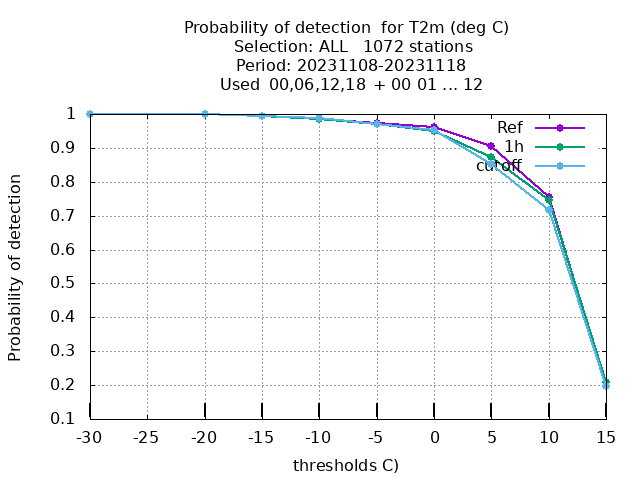 Probability of detection  for T2m (deg C)
Selection: ALL   1072 stations
Period: 20231108-20231118
Used  00,06,12,18  + 00 01 ... 12
Ref
1h
cutoff
1
0.9
0.8
0.7
0.6
0.5
0.4
0.3
0.2
0.1
Probability of detection
-30 -25 -20 -15 -10 -5 0 5 10 15
thresholds C)